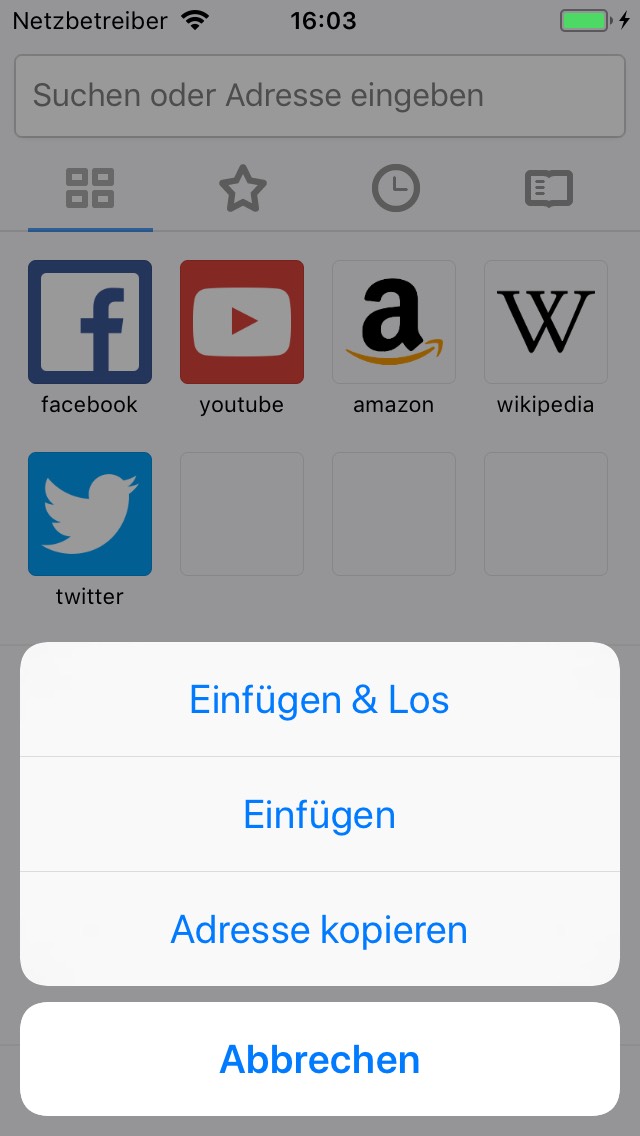 Netzbetreiber 16:03
Suchen oder Adresse eingeben
facebook youtube amazon wikipedia
twitter
Einfügen & Los
Einfügen
Adresse kopieren
Abbrechen